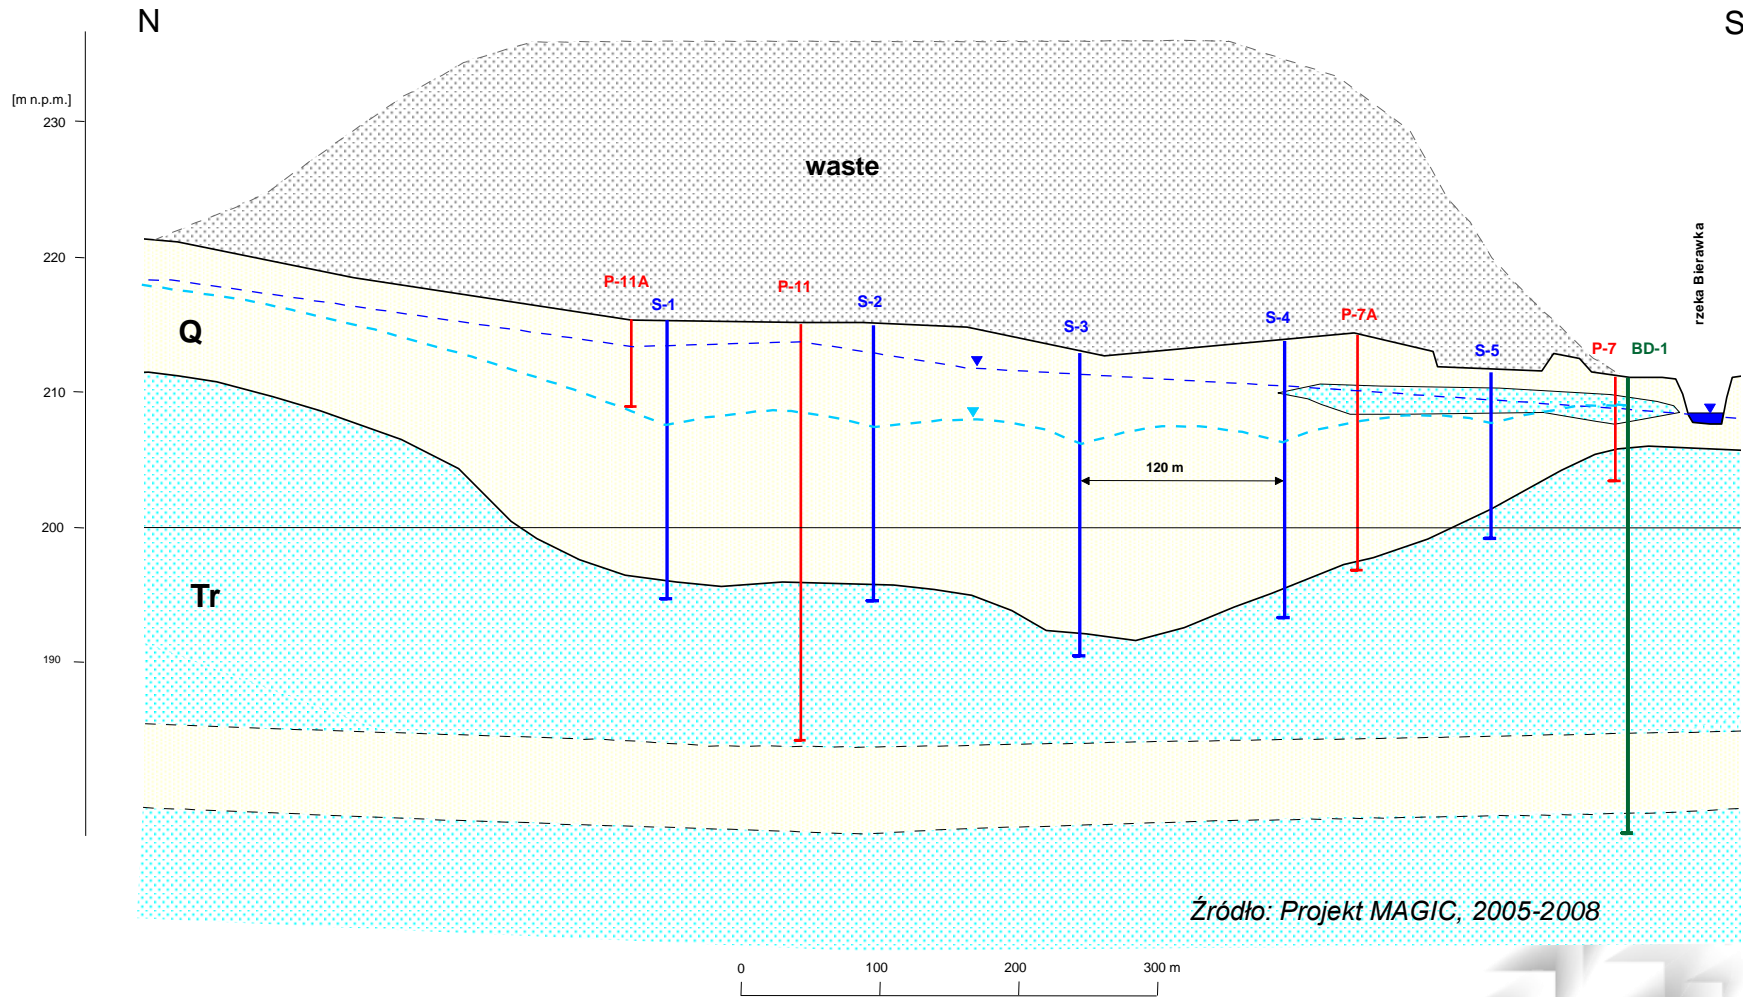 N
S
[m n.p.m.]
230
waste
220
rzeka Bierawka
P-11A
P-11
S-2
S-1
S-4
P-7A
S-3
Q
S-5
P-7
BD-1
210
120 m
200
Tr
190
Źródło: Projekt MAGIC, 2005-2008
0
100
200
300 m